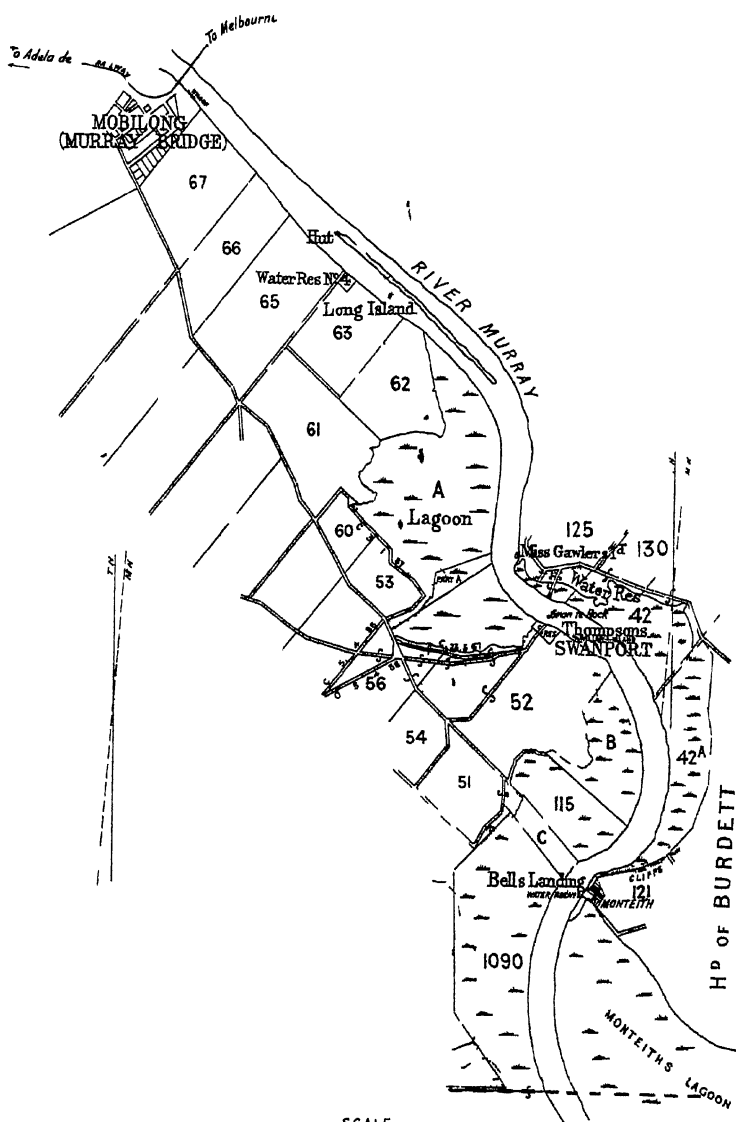 To Melbourne
To Adelaide
RAILWAY
MOBILONG
(MURRAY BRIDGE)
67
66
Hut
RIVER MURRAY
Water Res Nº 4
65
Long Island
63
62
61
A
Lagoon
125
130
Miss Gawler's
60
Water Res
53
42
Thompsons
SWANPORT
56
52
B
54
42A
51
115
C
HD OF BURDETT
Bells Landing
CLIFFS
121
MONTEITH
1090
MONTEITHS LAGOON
SCALE